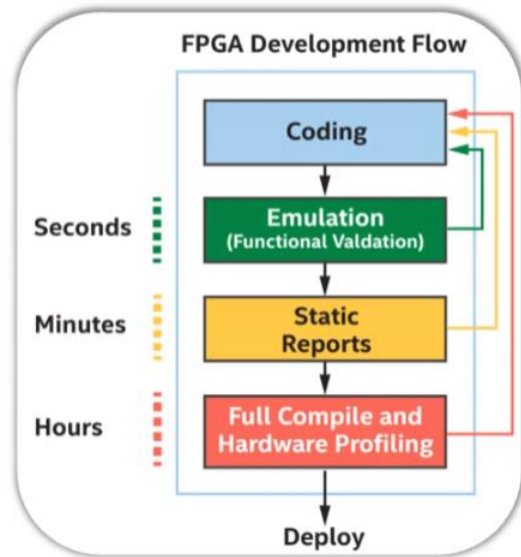 FPGA Development Flow
Coding
Seconds
Emulation
(Functional Valdation)
Minutes
Static
Reports
Hours
Full Compile and
Hardware Profiling
Deploy